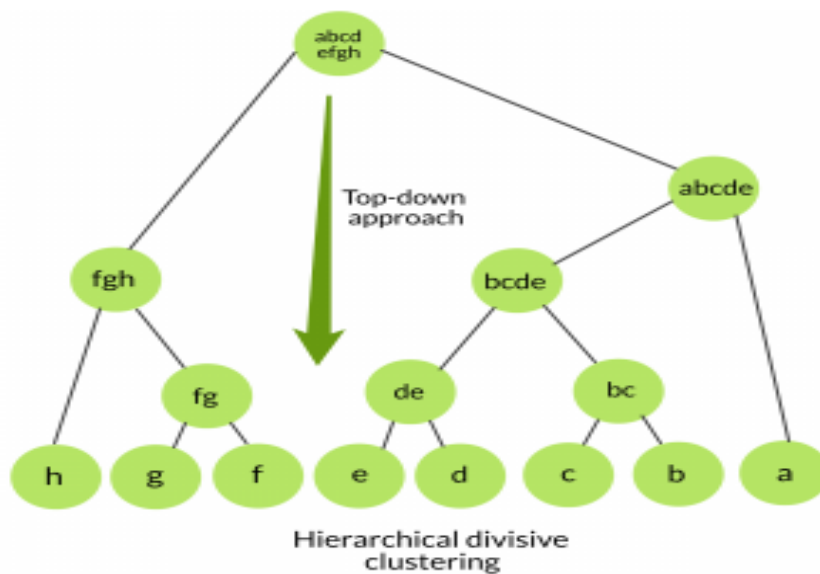 abcd
efgh
abcde
Top-down
approach
fgh
bcde
fg
de
bc
h
g
f
e
d
c
b
a
Hierarchical divisive
clustering